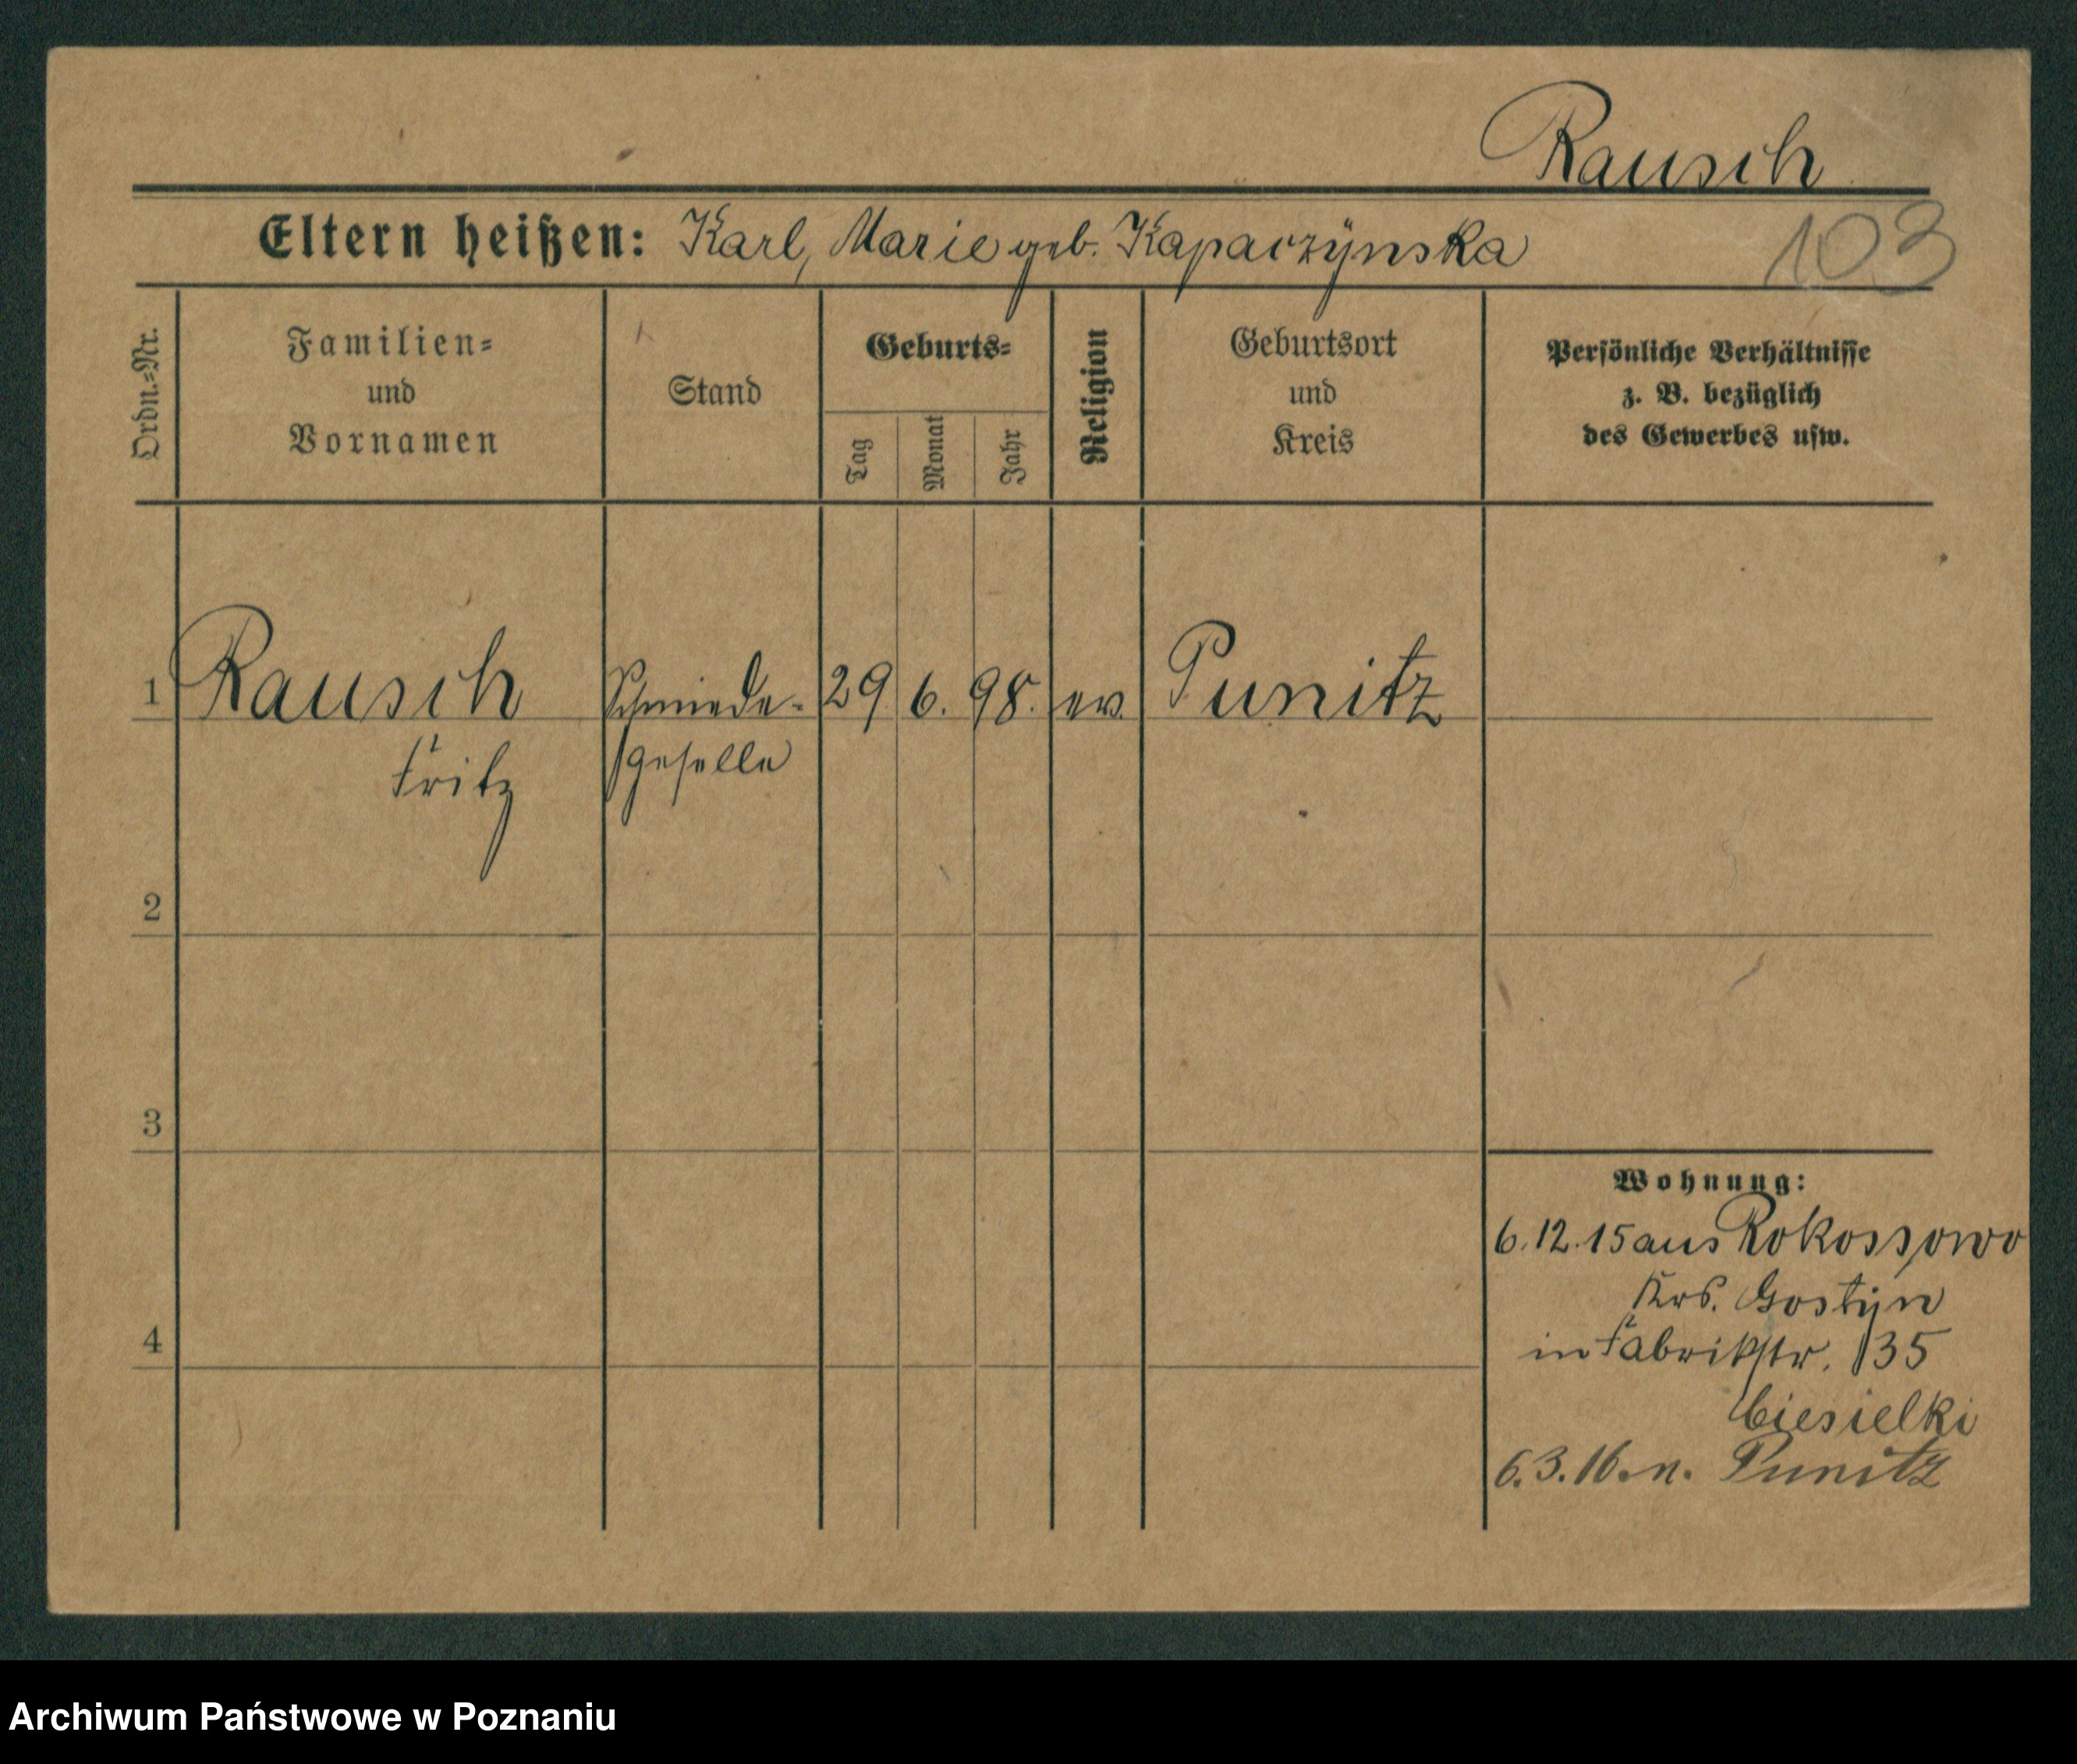 Rausch
Eltern heißen: Karl, Marie geb. Kapaczÿnska
103
Ordn.-Nr.
Familien-
und
Vornamen
Stand
Geburts-
Tag
Monat
Jahr
Religion
Geburtsort
und
Kreis
Persönliche Verhältnisse
z. B. bezüglich
des Gewerbes usw.
1 Rausch Schmiede- 29 6. 98. ev. Punitz
Fritz geselle
2
3
4
Wohnung:
6.12.15 aus Rokossowo
Krs. Gostÿn
in Fabrikstr. 35
Ciesielki
6.3.16. n. Punitz
Archiwum Państwowe w Poznaniu